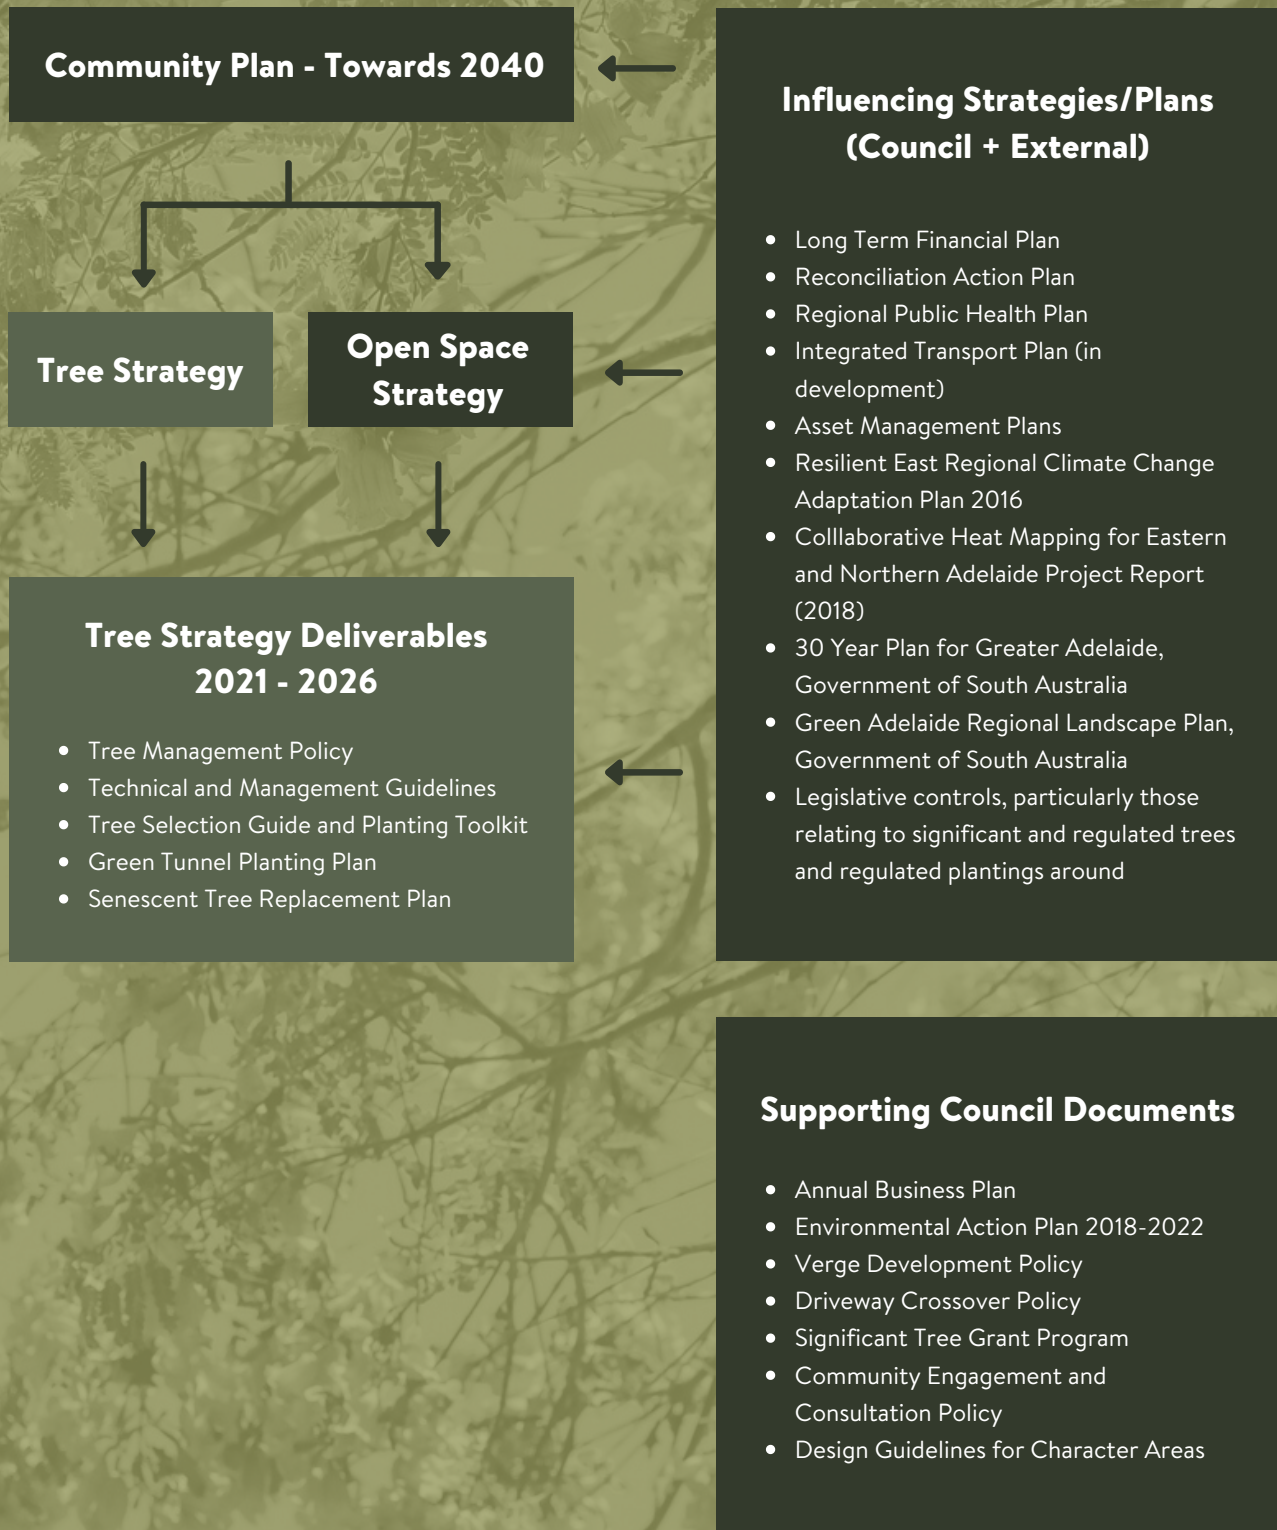 Community Plan - Towards 2040
Tree Strategy
Open Space
Strategy
Tree Strategy Deliverables
2021 - 2026
Tree Management Policy
Technical and Management Guidelines
Tree Selection Guide and Planting Toolkit
Green Tunnel Planting Plan
Senescent Tree Replacement Plan
Influencing Strategies/Plans
(Council + External)
Long Term Financial Plan
Reconciliation Action Plan
Regional Public Health Plan
Integrated Transport Plan (in
development)
Asset Management Plans
Resilient East Regional Climate Change
Adaptation Plan 2016
Colllaborative Heat Mapping for Eastern
and Northern Adelaide Project Report
(2018)
30 Year Plan for Greater Adelaide,
Government of South Australia
Green Adelaide Regional Landscape Plan,
Government of South Australia
Legislative controls, particularly those
relating to significant and regulated trees
and regulated plantings around
Supporting Council Documents
Annual Business Plan
Environmental Action Plan 2018-2022
Verge Development Policy
Driveway Crossover Policy
Significant Tree Grant Program
Community Engagement and
Consultation Policy
Design Guidelines for Character Areas